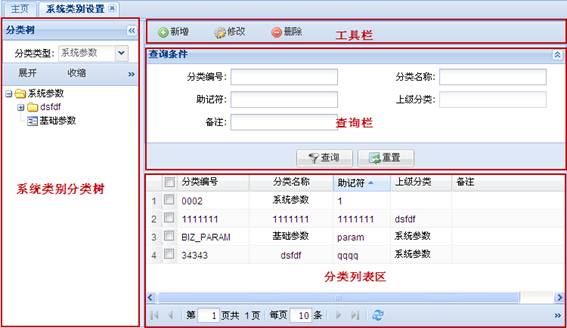 主页 系统类别设置
分类树
分类类型: 系统参数
展开 收缩
系统参数
dsfdf
基础参数
系统类别分类树
新增 修改 删除
工具栏
查询条件
分类编号: 分类名称:
助记符: 上级分类:
备注:
查询栏
查询 重置
分类编号 分类名称 助记符 上级分类 备注
1 0002 系统参数 1
2 1111111 1111111 1111111 dsfdf
3 BIZ_PARAM 基础参数 param 系统参数
4 34343 dsfdf qqqq 系统参数
分类列表区
第 1 页共 1 页 每页 10 条